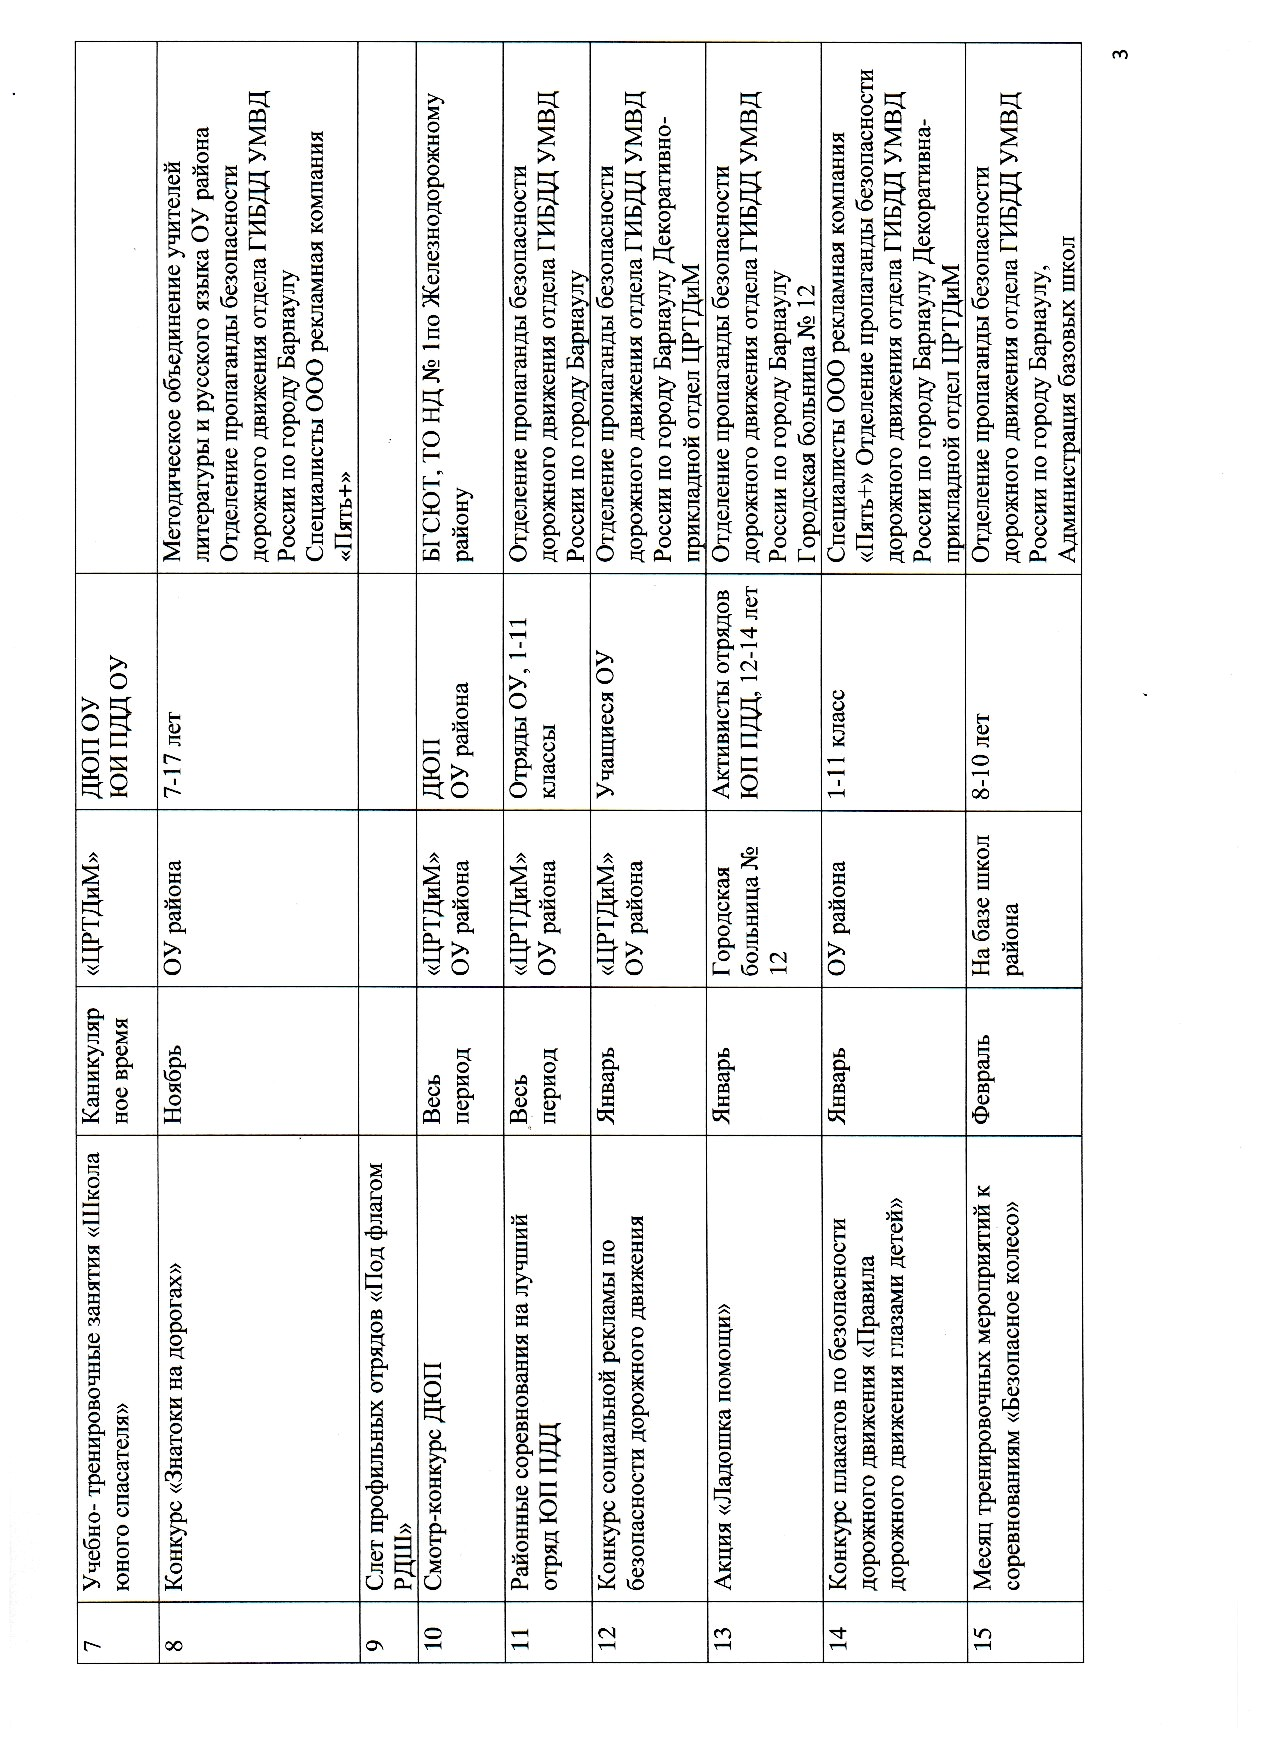 3
7
Учебно- тренировочные занятия «Школа
юного спасателя»
Каникуляр
ное время
«ЦРТДиМ»
ДЮП ОУ
ЮИ ПДД ОУ
8
Конкурс «Знатоки на дорогах»
Ноябрь
ОУ района
7-17 лет
Методическое объединение учителей
литературы и русского языка ОУ района
Отделение пропаганды безопасности
дорожного движения отдела ГИБДД УМВД
России по городу Барнаулу
Специалисты ООО рекламная компания
«Пять+»
9
Слет профильных отрядов «Под флагом
РДШ»
10
Смотр-конкурс ДЮП
Весь
период
«ЦРТДиМ»
ОУ района
ДЮП
ОУ района
БГСЮТ, ТО НД № 1по Железнодорожному
району
11
Районные соревнования на лучший
отряд ЮП ПДД
Весь
период
«ЦРТДиМ»
ОУ района
Отряды ОУ, 1-11
классы
Отделение пропаганды безопасности
дорожного движения отдела ГИБДД УМВД
России по городу Барнаулу
12
Конкурс социальной рекламы по
безопасности дорожного движения
Январь
«ЦРТДиМ»
ОУ района
Учащиеся ОУ
Отделение пропаганды безопасности
дорожного движения отдела ГИБДД УМВД
России по городу Барнаулу Декоративно-
прикладной отдел ЦРТДиМ
13
Акция «Ладошка помощи»
Январь
Городская
больница №
12
Активисты отрядов
ЮП ПДД, 12-14 лет
Отделение пропаганды безопасности
дорожного движения отдела ГИБДД УМВД
России по городу Барнаулу
Городская больница № 12
14
Конкурс плакатов по безопасности
дорожного движения «Правила
дорожного движения глазами детей»
Январь
ОУ района
1-11 класс
Специалисты ООО рекламная компания
«Пять+» Отделение пропаганды безопасности
дорожного движения отдела ГИБДД УМВД
России по городу Барнаулу Декоративна-
прикладной отдел ЦРТДиМ
15
Месяц тренировочных мероприятий к
соревнованиям «Безопасное колесо»
Февраль
На базе школ
района
8-10 лет
Отделение пропаганды безопасности
дорожного движения отдела ГИБДД УМВД
России по городу Барнаулу,
Администрация базовых школ